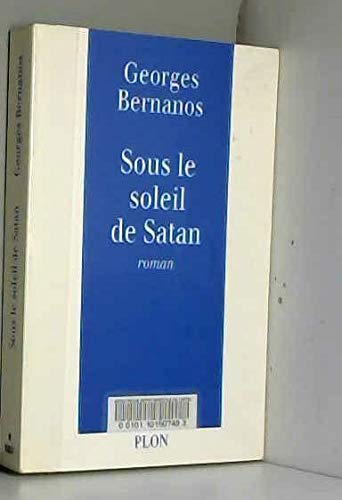 Georges
Bernanos
Sous le
soleil
de Satan
roman
PLON
Sous le soleil de Satan
Georges Bernanos